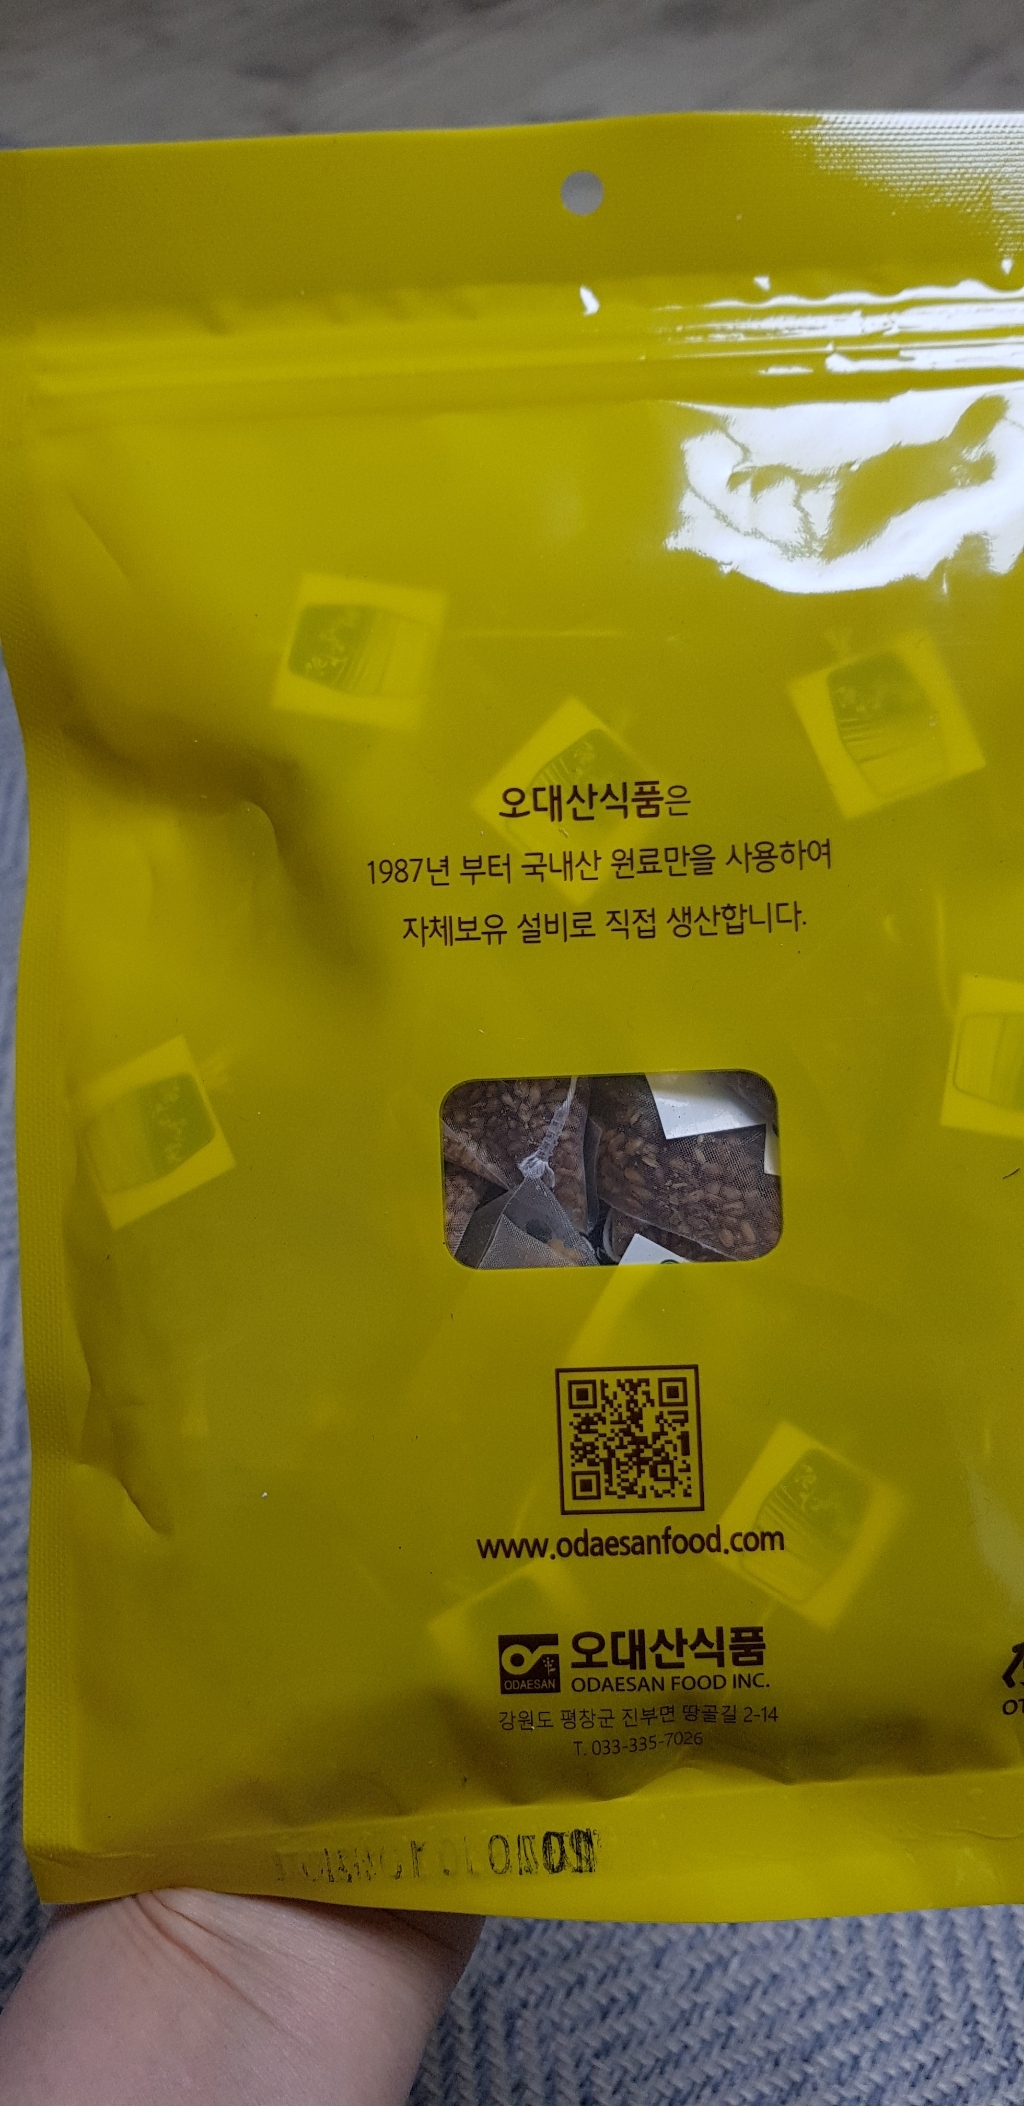 오대산식품은
1987년 부터 국내산 원료만을 사용하여
자체보유 설비로 직접 생산합니다.
www.odaesanfood.com
ODAESAN
오대산식품
ODAESAN FOOD INC.
강원도 평창군 진부면 땅골길 2-14
T. 033-335-7026